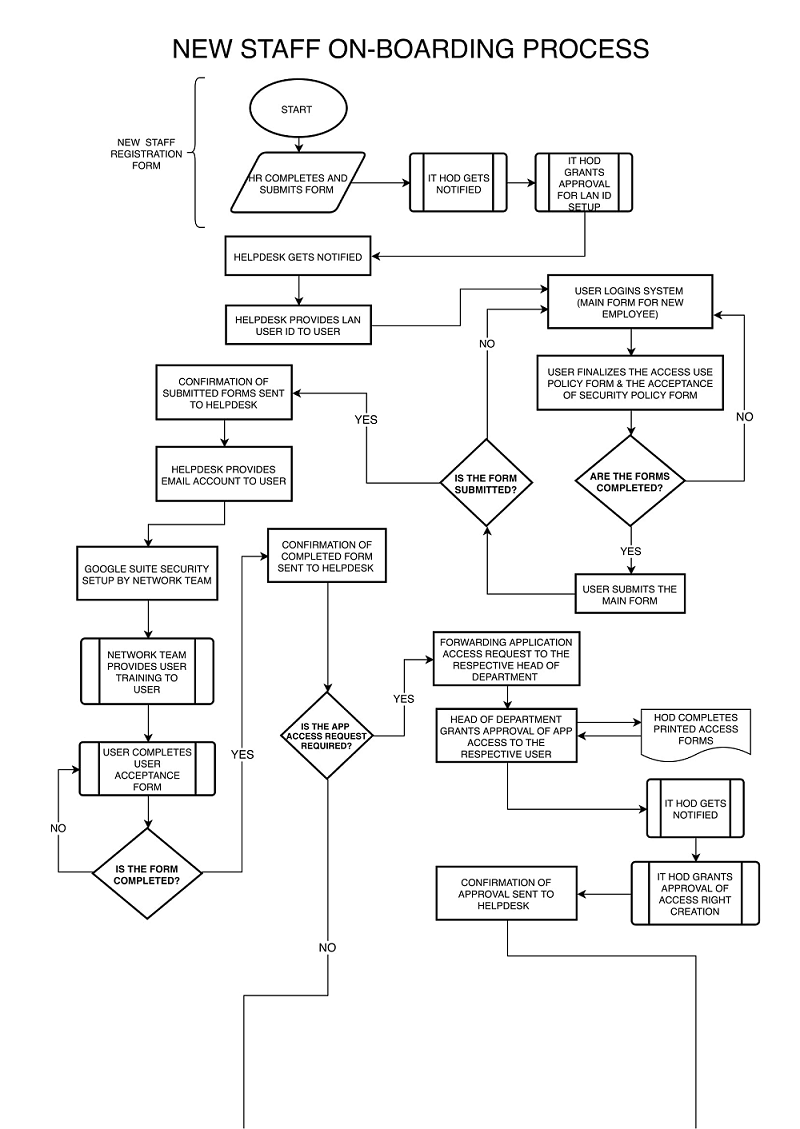 NEW STAFF ON-BOARDING PROCESS
START
NEW STAFF
REGISTRATION
FORM
HR COMPLETES AND
SUBMITS FORM
IT HOD GETS
NOTIFIED
IT HOD
GRANTS
APPROVAL
FOR LAN ID
SETUP
HELPDESK GETS NOTIFIED
HELPDESK PROVIDES LAN
USER ID TO USER
USER LOGINS SYSTEM
(MAIN FORM FOR NEW
EMPLOYEE)
NO
USER FINALIZES THE ACCESS USE
POLICY FORM & THE ACCEPTANCE
OF SECURITY POLICY FORM
NO
CONFIRMATION OF
SUBMITTED FORMS SENT
TO HELPDESK
YES
HELPDESK PROVIDES
EMAIL ACCOUNT TO USER
IS THE FORM
SUBMITTED?
ARE THE FORMS
COMPLETED?
YES
USER SUBMITS THE
MAIN FORM
GOOGLE SUITE SECURITY
SETUP BY NETWORK TEAM
CONFIRMATION OF
COMPLETED FORM
SENT TO HELPDESK
NETWORK TEAM
PROVIDES USER
TRAINING TO
USER
FORWARDING APPLICATION
ACCESS REQUEST TO THE
RESPECTIVE HEAD OF
DEPARTMENT
YES
IS THE APP
ACCESS REQUEST
REQUIRED?
HEAD OF DEPARTMENT
GRANTS APPROVAL OF APP
ACCESS TO THE
RESPECTIVE USER
HOD COMPLETES
PRINTED ACCESS
FORMS
USER COMPLETES
USER
ACCEPTANCE
FORM
YES
NO
IS THE FORM
COMPLETED?
IT HOD GETS
NOTIFIED
IT HOD GRANTS
APPROVAL OF
ACCESS RIGHT
CREATION
CONFIRMATION OF
APPROVAL SENT TO
HELPDESK
NO